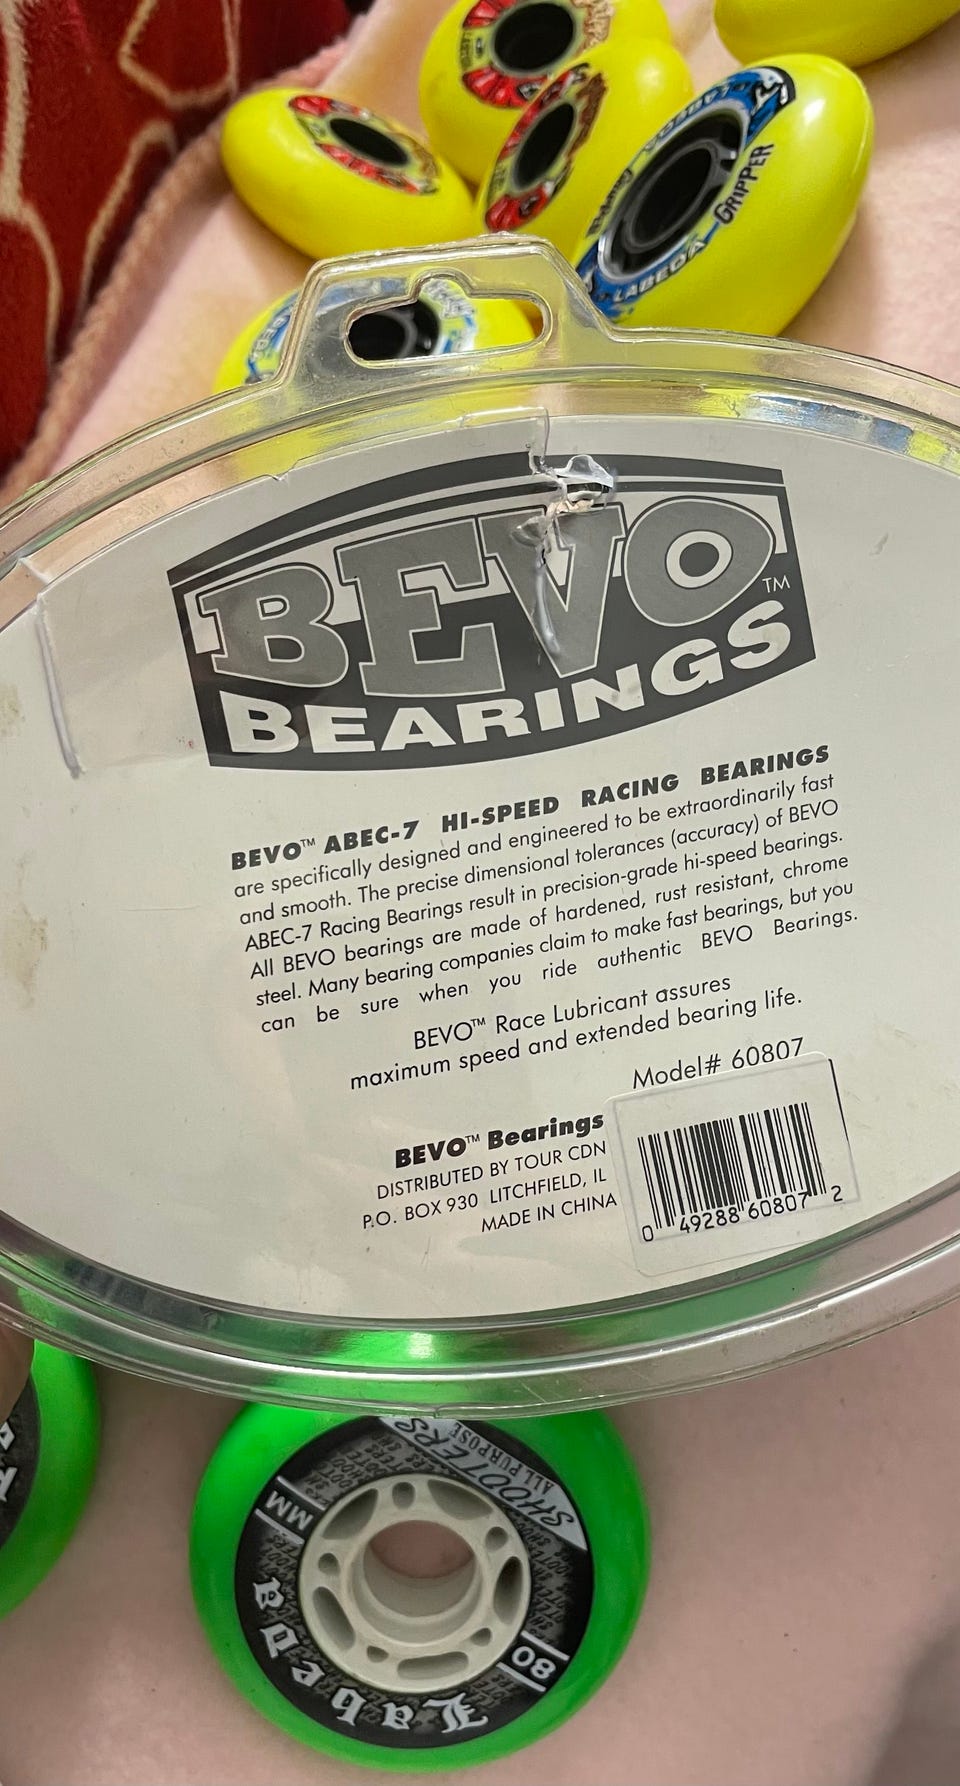 LABEDA
GRIPPER
LABEDA
BEVO
TM
BEARINGS
BEVO™ ABEC-7 HI-SPEED RACING BEARINGS
are specifically designed and engineered to be extraordinarily fast
and smooth. The precise dimensional tolerances (accuracy) of BEVO
ABEC-7 Racing Bearings result in precision-grade hi-speed bearings.
All BEVO bearings are made of hardened, rust resistant, chrome
steel. Many bearing companies claim to make fast bearings, but you
can be sure when you ride authentic BEVO Bearings.
BEVO™ Race Lubricant assures
maximum speed and extended bearing life.
Model# 60807
BEVO™ Bearings
DISTRIBUTED BY TOUR CDN
P.O. BOX 930 LITCHFIELD, IL
MADE IN CHINA
0 49288 60807 2
SHOOTERS
ALL PURPOSE
MM
80
Labeda